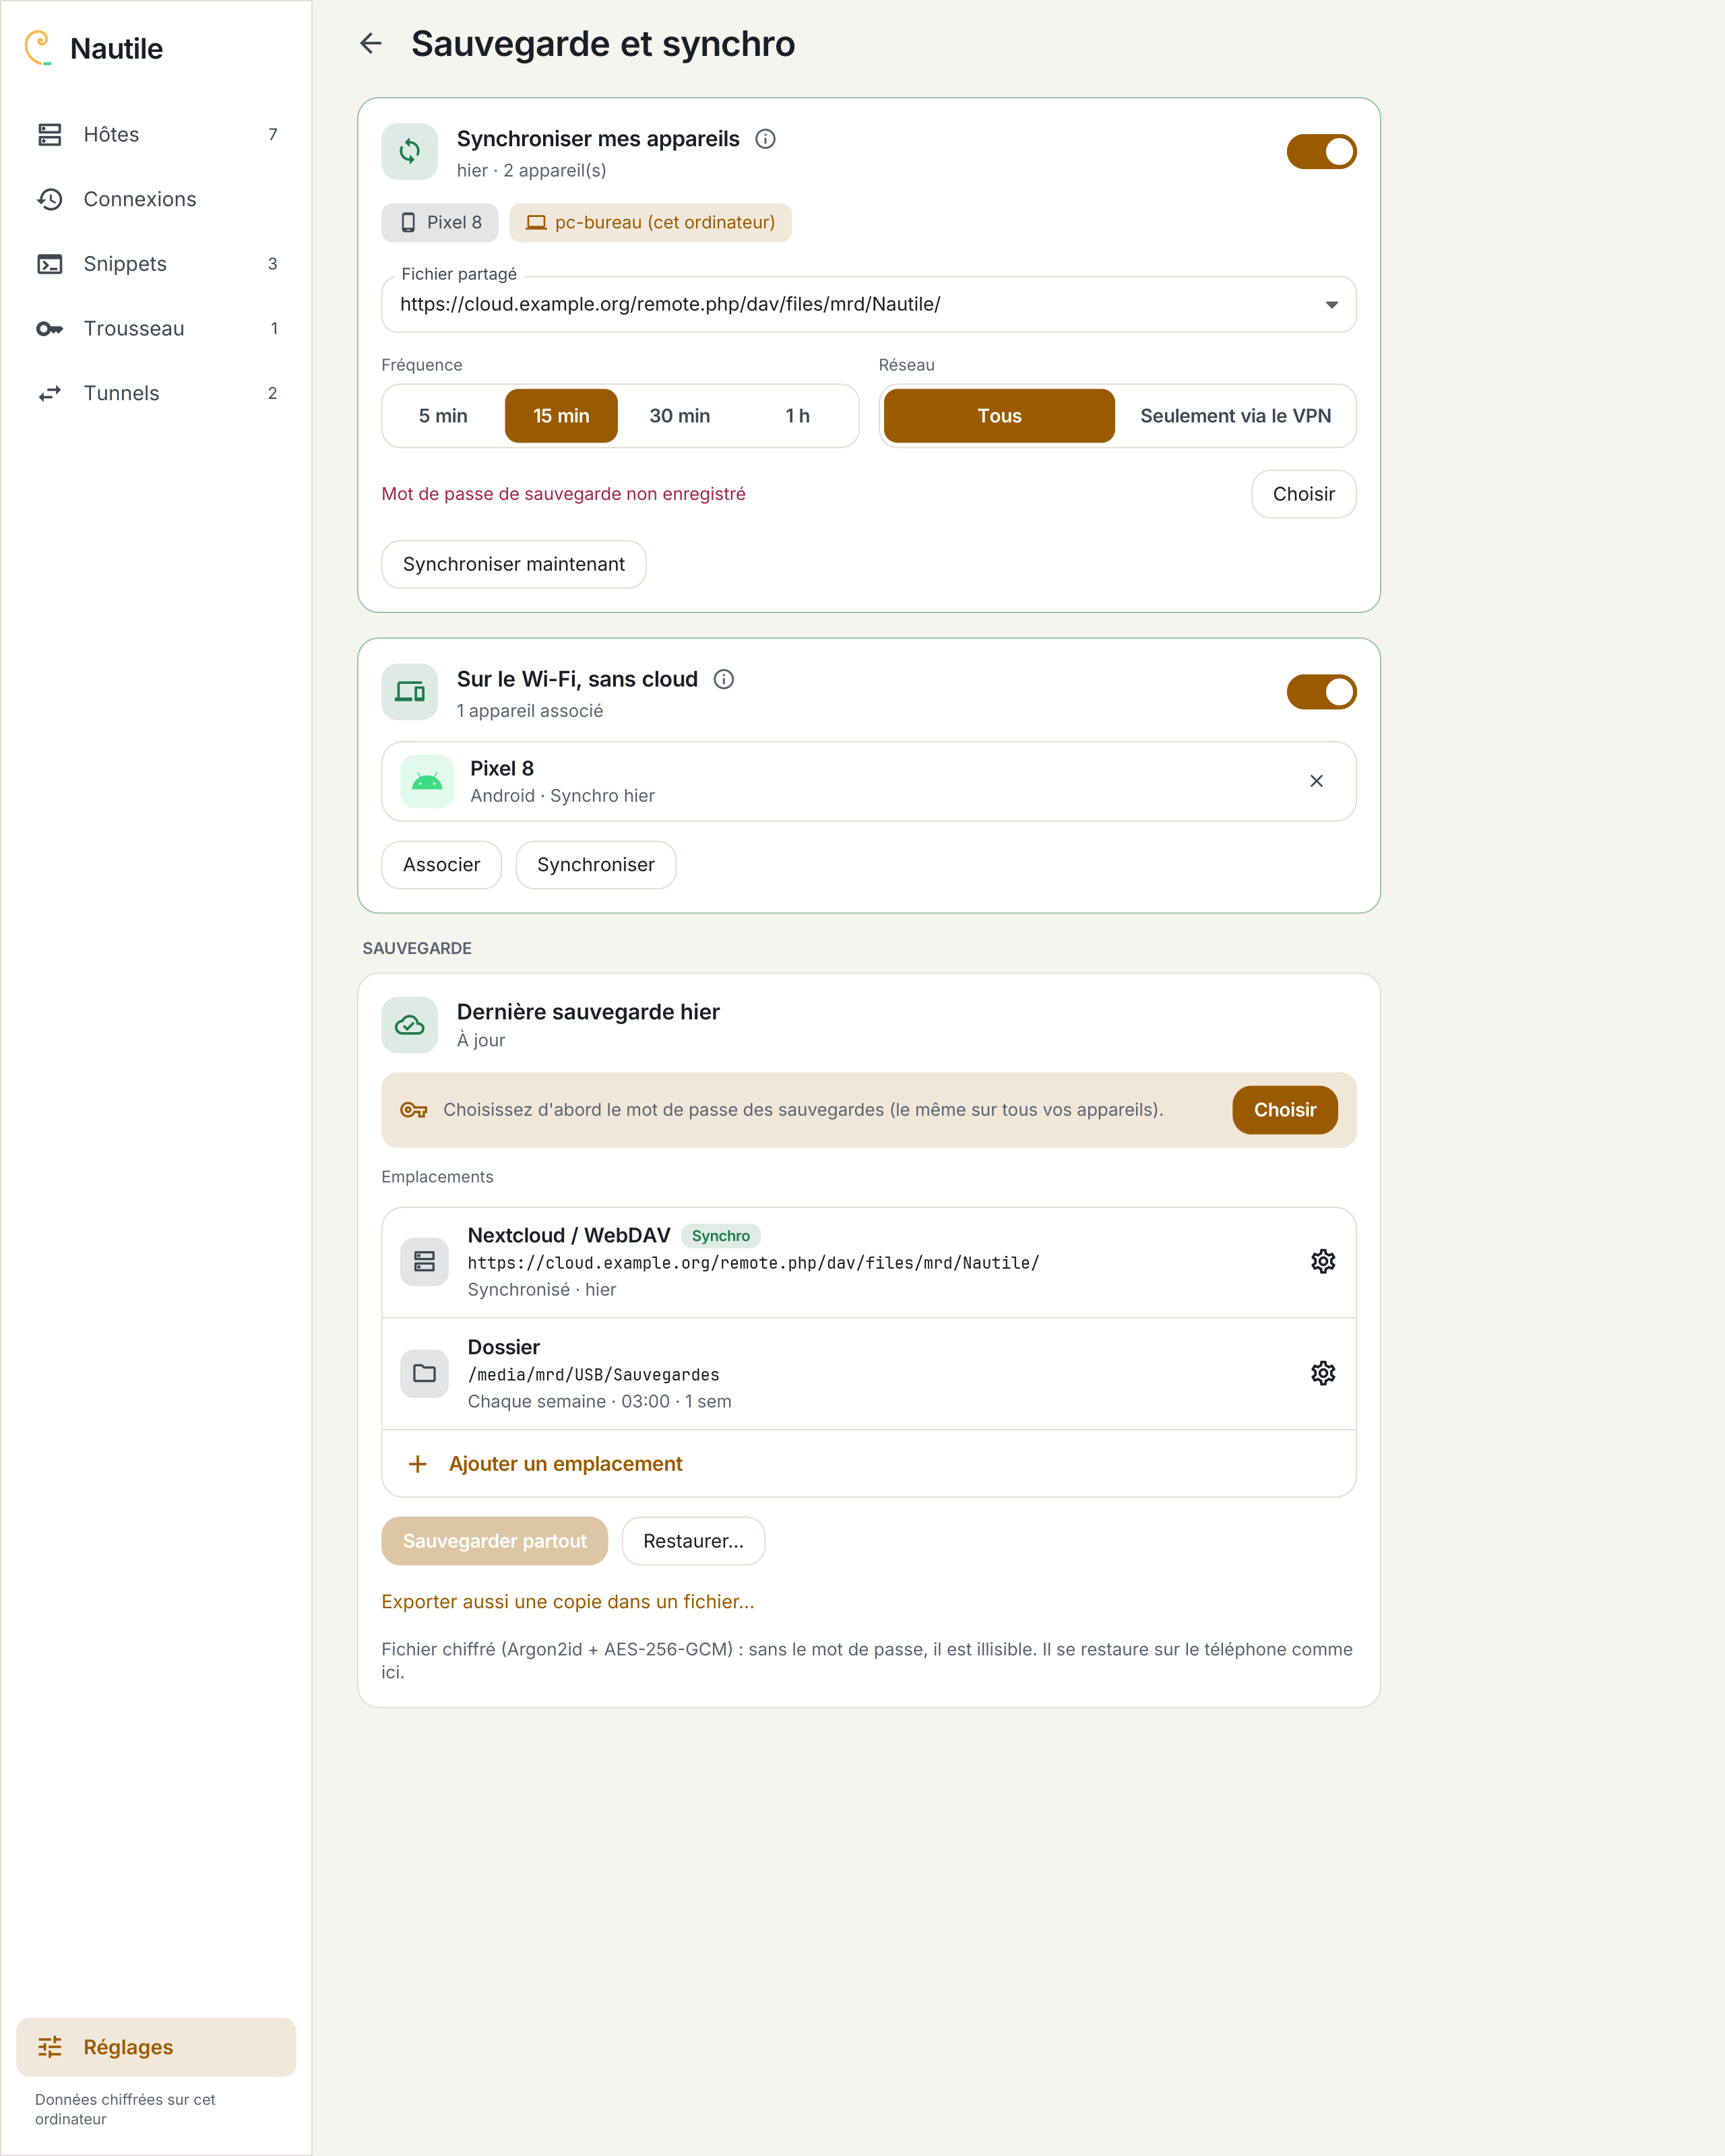 Nautile
Hôtes 7
Connexions
Snippets 3
Trousseau 1
Tunnels 2
Réglages
Données chiffrées sur cet
ordinateur
Sauvegarde et synchro
Synchroniser mes appareils
hier · 2 appareil(s)
Pixel 8
pc-bureau (cet ordinateur)
Fichier partagé
https://cloud.example.org/remote.php/dav/files/mrd/Nautile/
Fréquence
5 min 15 min 30 min 1 h
Réseau
Tous Seulement via le VPN
Mot de passe de sauvegarde non enregistré
Choisir
Synchroniser maintenant
Sur le Wi-Fi, sans cloud
1 appareil associé
Pixel 8
Android · Synchro hier
Associer
Synchroniser
SAUVEGARDE
Dernière sauvegarde hier
À jour
Choisissez d'abord le mot de passe des sauvegardes (le même sur tous vos appareils).
Choisir
Emplacements
Nextcloud / WebDAV Synchro
https://cloud.example.org/remote.php/dav/files/mrd/Nautile/
Synchronisé · hier
Dossier
/media/mrd/USB/Sauvegardes
Chaque semaine · 03:00 · 1 sem
Ajouter un emplacement
Sauvegarder partout
Restaurer...
Exporter aussi une copie dans un fichier...
Fichier chiffré (Argon2id + AES-256-GCM) : sans le mot de passe, il est illisible. Il se restaure sur le téléphone comme
ici.